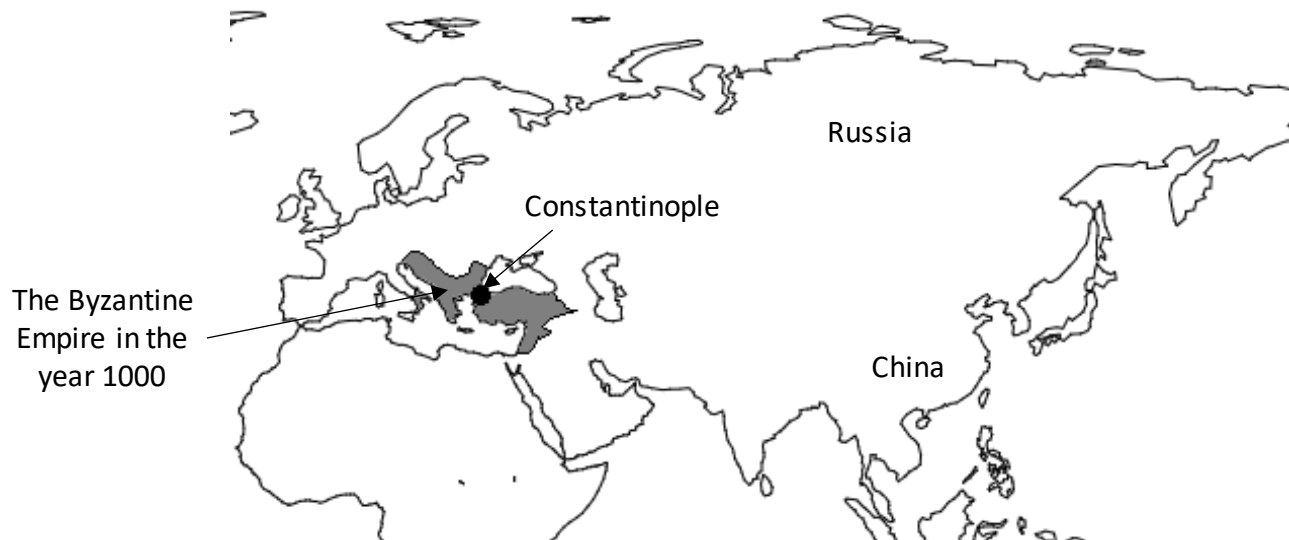 Russia
Constantinople
The Byzantine
Empire in the
year 1000
China